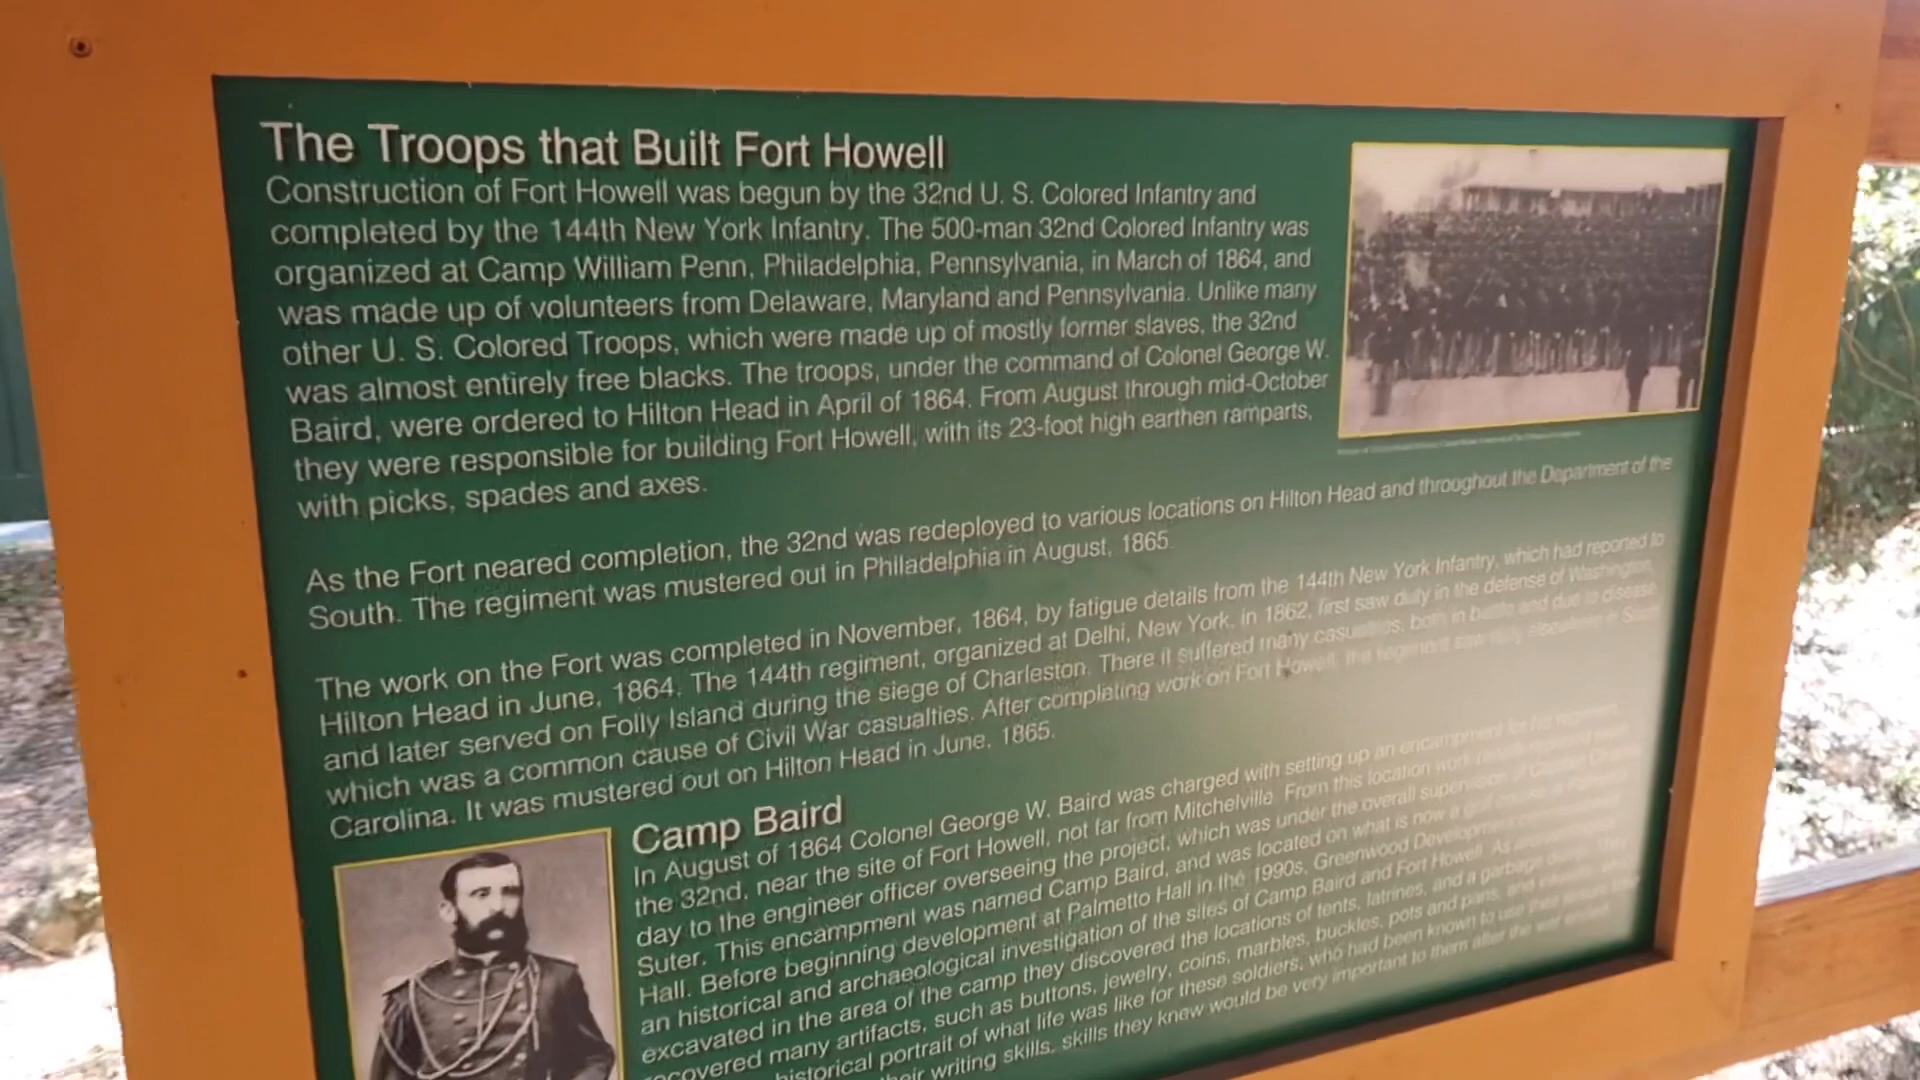 The Troops that Built Fort Howell
Construction of Fort Howell was begun by the 32nd U. S. Colored Infantry and
completed by the 144th New York Infantry. The 500-man 32nd Colored Infantry was
organized at Camp William Penn, Philadelphia, Pennsylvania, in March of 1864, and
was made up of volunteers from Delaware, Maryland and Pennsylvania. Unlike many
other U. S. Colored Troops, which were made up of mostly former slaves, the 32nd
was almost entirely free blacks. The troops, under the command of Colonel George W.
Baird, were ordered to Hilton Head in April of 1864. From August through mid-October
they were responsible for building Fort Howell, with its 23-foot high earthen ramparts,
with picks, spades and axes.
As the Fort neared completion, the 32nd was redeployed to various locations on Hilton Head and throughout the Department of the
South. The regiment was mustered out in Philadelphia in August, 1865.
The work on the Fort was completed in November, 1864, by fatigue details from the 144th New York Infantry, which had reported to
Hilton Head in June, 1864. The 144th regiment, organized at Delhi, New York, in 1862, first saw duty in the defense of Washington,
and later served on Folly Island during the siege of Charleston. There it suffered many casualties, both in battle and due to disease,
which was a common cause of Civil War casualties. After completing work on Fort Howell, the regiment saw duty elsewhere in South
Carolina. It was mustered out on Hilton Head in June, 1865.
Camp Baird
In August of 1864 Colonel George W. Baird was charged with setting up an encampment for his regiment,
the 32nd, near the site of Fort Howell, not far from Mitchelville. From this location work
day to the engineer officer overseeing the project, which was under the overall supervision of Captain Charles
Suter. This encampment was named Camp Baird, and was located on what is now a golf course
Hall. Before beginning development at Palmetto Hall in the 1990s, Greenwood Development
an historical and archaeological investigation of the sites of Camp Baird and Fort Howell. As
excavated in the area of the camp they discovered the locations of tents, latrines, and a garbage
recovered many artifacts, such as buttons, jewelry, coins, marbles, buckles, pots and pans, and
historical portrait of what life was like for these soldiers, who had been known to use their
their writing skills, skills they knew would be very important to them after the war ended.